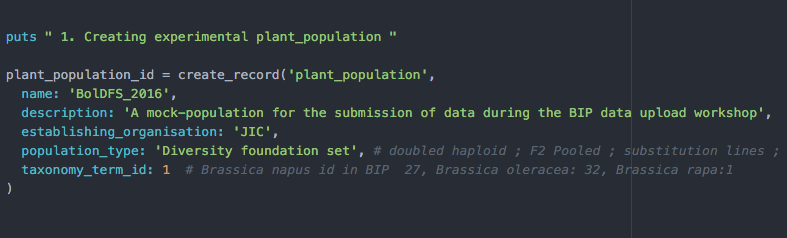 puts " 1. Creating experimental plant_population "
plant_population_id = create_record('plant_population',
name: 'BolDFS_2016',
description: 'A mock-population for the submission of data during the BIP data upload workshop',
establishing_organisation: 'JIC',
population_type: 'Diversity foundation set', # doubled haploid ; F2 Pooled ; substitution lines ;
taxonomy_term_id: 1  # Brassica napus id in BIP  27, Brassica oleracea: 32, Brassica rapa:1
)